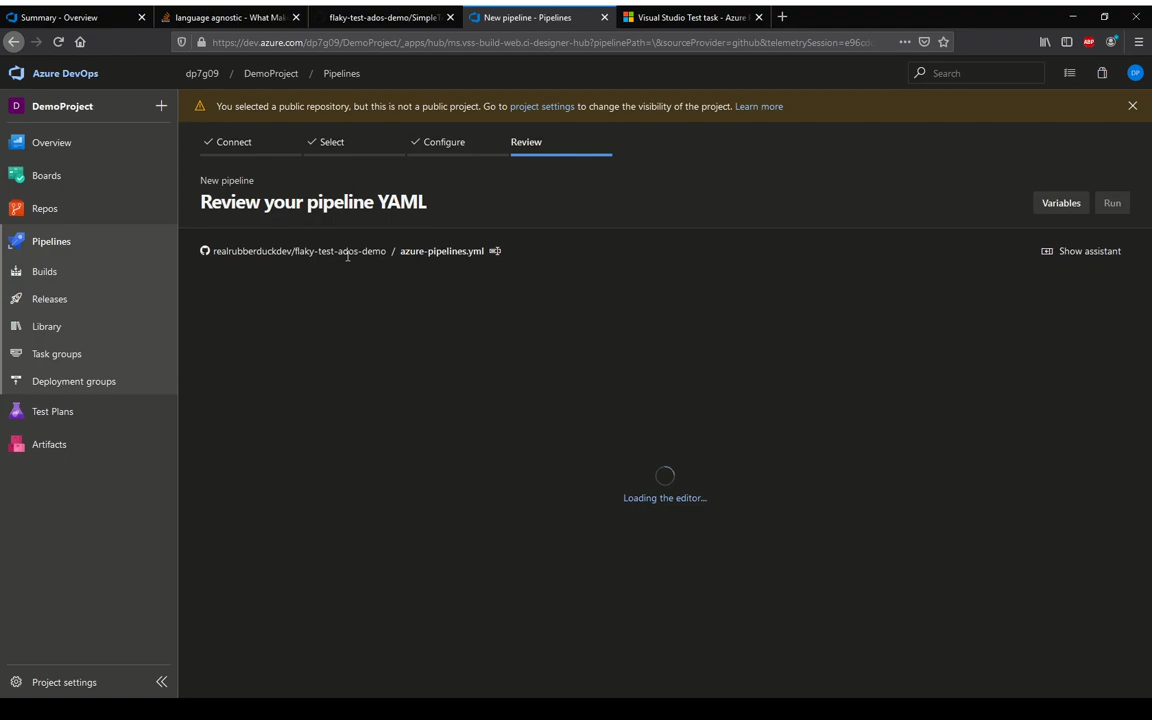 Summary - Overview
language agnostic - What Mak
flaky-test-ados-demo/SimpleT
New pipeline - Pipelines
Visual Studio Test task - Azure
https://dev.azure.com/dp7g09/DemoProject/_apps/hub/ms.vss-build-web.ci-designer-hub?pipelinePath=\&sourceProvider=github&telemetrySession=e96cd
ABP
Azure DevOps
dp7g09 / DemoProject / Pipelines
Search
DP
D DemoProject
You selected a public repository, but this is not a public project. Go to project settings to change the visibility of the project. Learn more
Overview
Boards
Repos
Pipelines
Builds
Releases
Library
Task groups
Deployment groups
Test Plans
Artifacts
Project settings
Connect
Select
Configure
Review
New pipeline
Review your pipeline YAML
Variables
Run
realrubberduckdev/flaky-test-ados-demo / azure-pipelines.yml
Show assistant
Loading the editor...